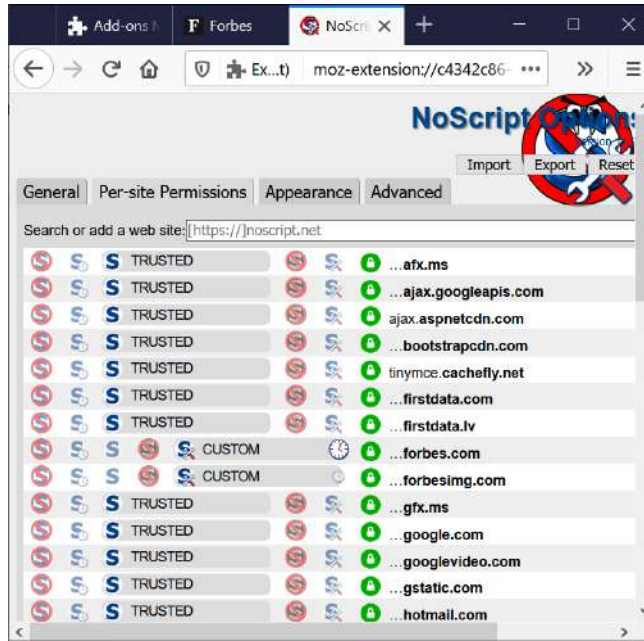 Add-ons
Forbes
NoScri
Ex...t)
moz-extension://c4342c86-
NoScript Options
Import
Export
Reset
General
Per-site Permissions
Appearance
Advanced
Search or add a web site:
[https://]noscript.net
TRUSTED ...afx.ms
TRUSTED ...ajax.googleapis.com
TRUSTED ajax.aspnetcdn.com
TRUSTED ...bootstrapcdn.com
TRUSTED tinymce.cachefly.net
TRUSTED ...firstdata.com
TRUSTED ...firstdata.lv
CUSTOM ...forbes.com
CUSTOM ...forbesimg.com
TRUSTED ...gfx.ms
TRUSTED ...google.com
TRUSTED ...googlevideo.com
TRUSTED ...gstatic.com
TRUSTED ...hotmail.com